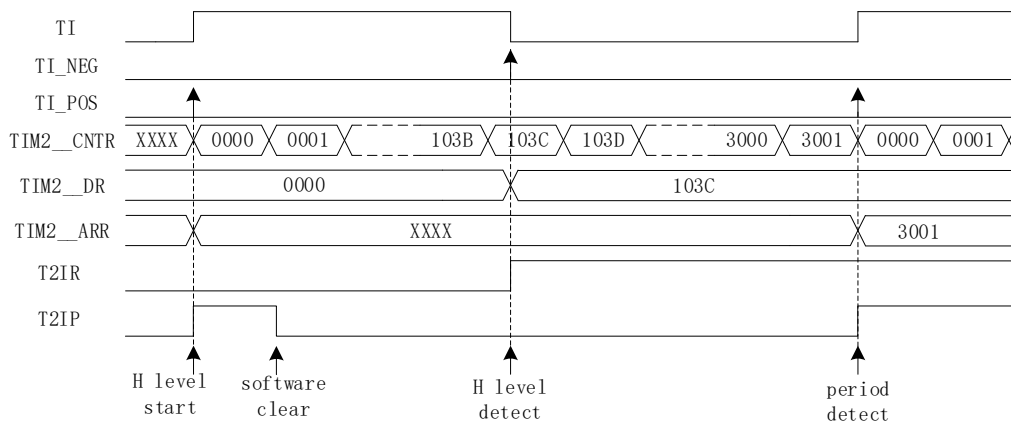 TI
TI_NEG
TI_POS
TIM2__CNTR XXXX 0000 0001 103B 103C 103D 3000 3001 0000 0001
TIM2__DR 0000 103C
TIM2__ARR XXXX 3001
T2IR
T2IP
H level start
software clear
H level detect
period detect